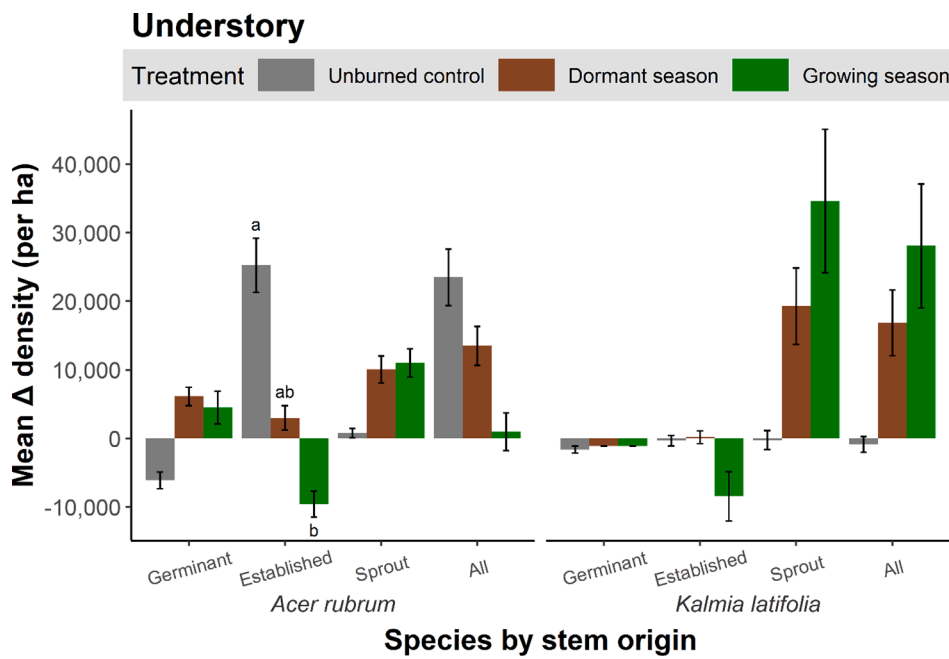 Understory
Treatment Unburned control Dormant season Growing season
Mean Δ density (per ha)
40,000
30,000
20,000
10,000
0
-10,000
a
ab
b
Germinant Established Sprout All Germinant Established Sprout All
Acer rubrum Kalmia latifolia
Species by stem origin